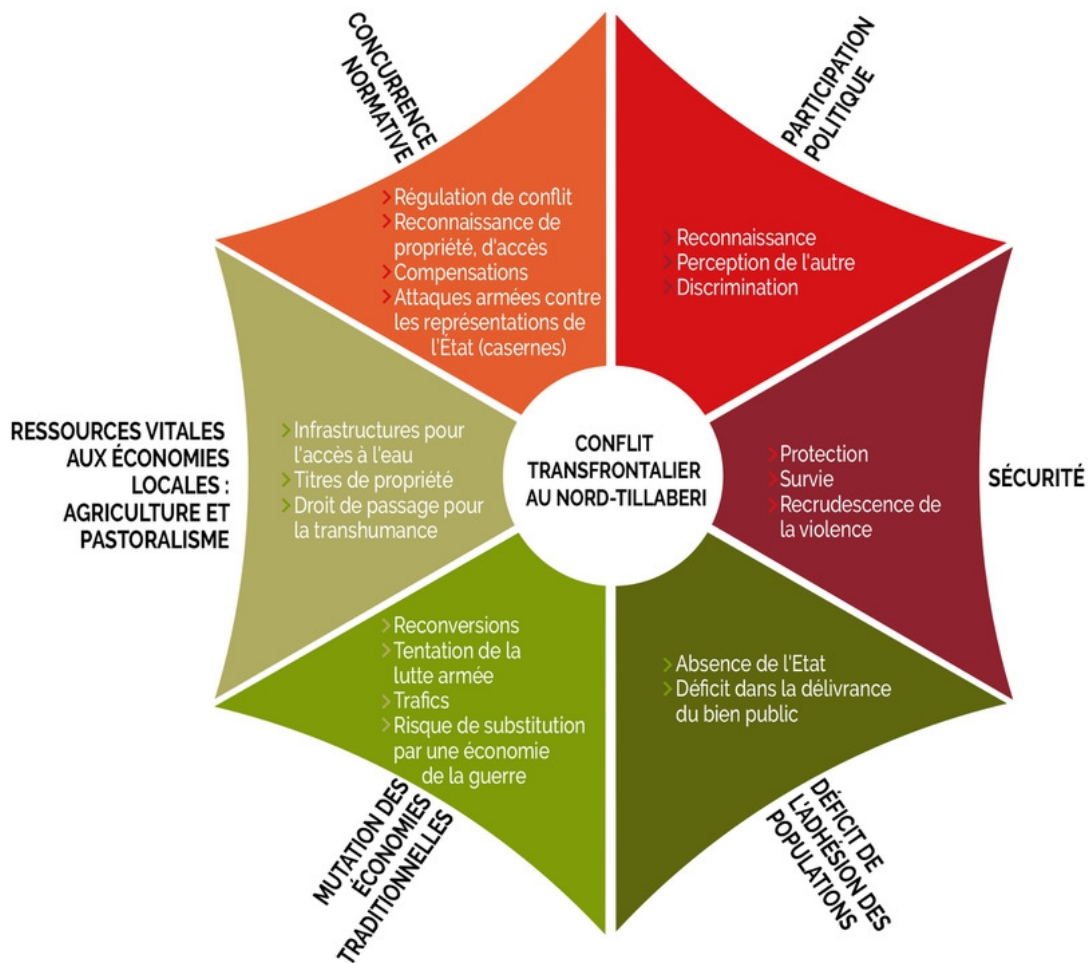 CONCURRENCE
NORMATIVE
Régulation de conflit
Reconnaissance de
propriété, d'accès
Compensations
Attaques armées contre
les représentations de
l'État (casernes)
PARTICIPATION
POLITIQUE
Reconnaissance
Perception de l'autre
Discrimination
RESSOURCES VITALES
AUX ÉCONOMIES
LOCALES :
AGRICULTURE ET
PASTORALISME
Infrastructures pour
l'accès à l'eau
Titres de propriété
Droit de passage pour
la transhumance
CONFLIT
TRANSFRONTALIER
AU NORD-TILLABERI
Protection
Survie
Recrudescence de
la violence
SÉCURITÉ
Reconversions
Tentation de la
lutte armée
Trafics
Risque de substitution
par une économie
de la guerre
MUTATION DES
ÉCONOMIES
TRADITIONNELLES
Absence de l'Etat
Déficit dans la délivrance
du bien public
DÉFICIT DE
L'ADHÉSION DES
POPULATIONS